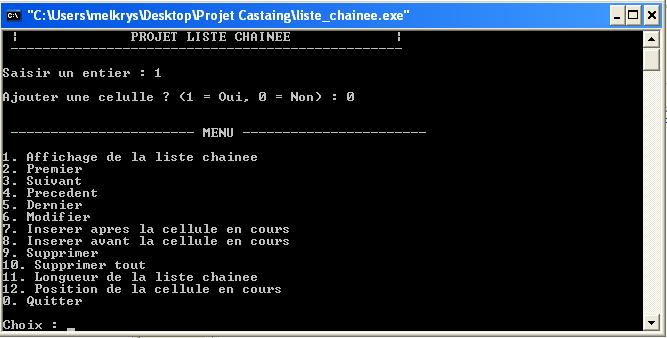 "C:\Users\melkrys\Desktop\Projet Castaing\liste_chainee.exe"
| PROJET LISTE CHAINEE |
-------------------------------------------------
Saisir un entier : 1
Ajouter une celulle ? (1 = Oui, 0 = Non) : 0
----------------------- MENU -----------------------
1. Affichage de la liste chainee
2. Premier
3. Suivant
4. Precedent
5. Dernier
6. Modifier
7. Inserer apres la cellule en cours
8. Inserer avant la cellule en cours
9. Supprimer
10. Supprimer tout
11. Longueur de la liste chainee
12. Position de la cellule en cours
0. Quitter
Choix : _